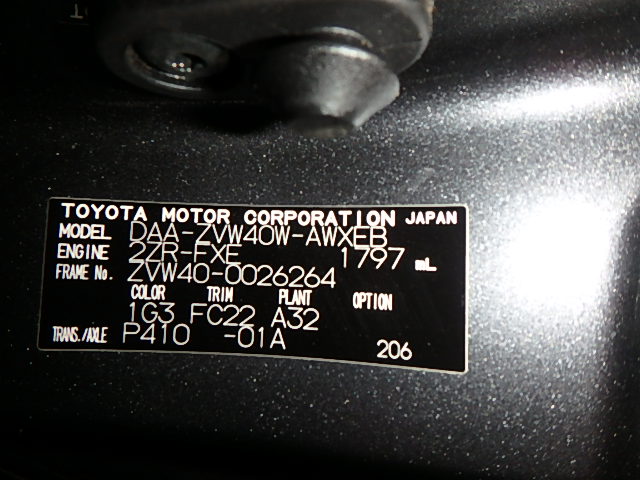 TOYOTA MOTOR CORPORATION JAPAN
MODEL DAA-ZVW40W-AWXEB
ENGINE 2ZR-FXE 1797 mL
FRAME No. ZVW40-0026264
COLOR TRIM PLANT OPTION
1G3 FC22 A32
TRANS./AXLE P410 -01A
206